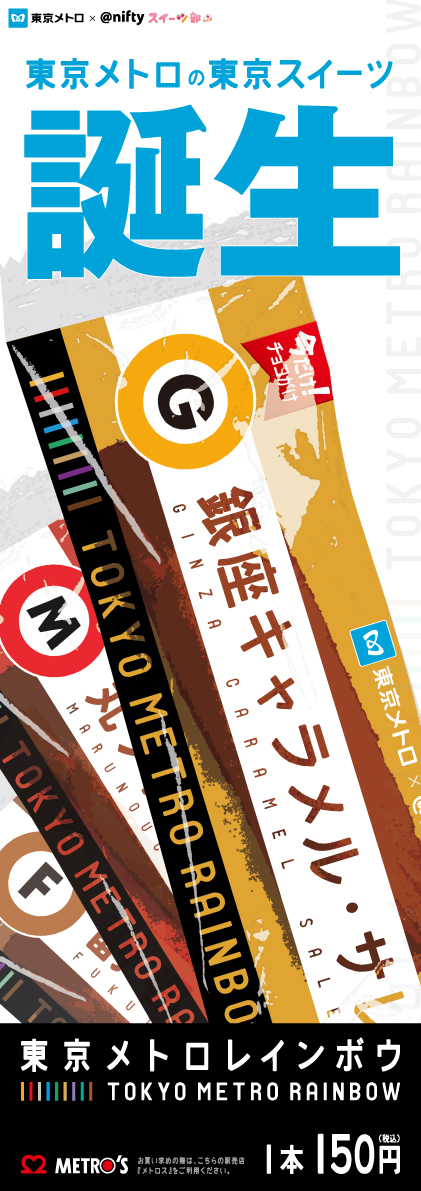 東京メトロ × @nifty スイーツ部
東京メトロの東京スイーツ
誕生
TOKYO METRO RAINBOW
G
今だけ!
チョコがけ
銀座キャラメル・サレ
GINZA CARAMEL SALE
TOKYO METRO RAINBO
東京メトロ ×
M
丸ノ
MARUNOUC
TOKYO METRO RA
F
副
FUKU
TO
東京メトロレインボウ
TOKYO METRO RAINBOW
METRO'S
お買い求めの際は、こちらの販売店
『メトロス』をご利用ください。
1本150円(税込)